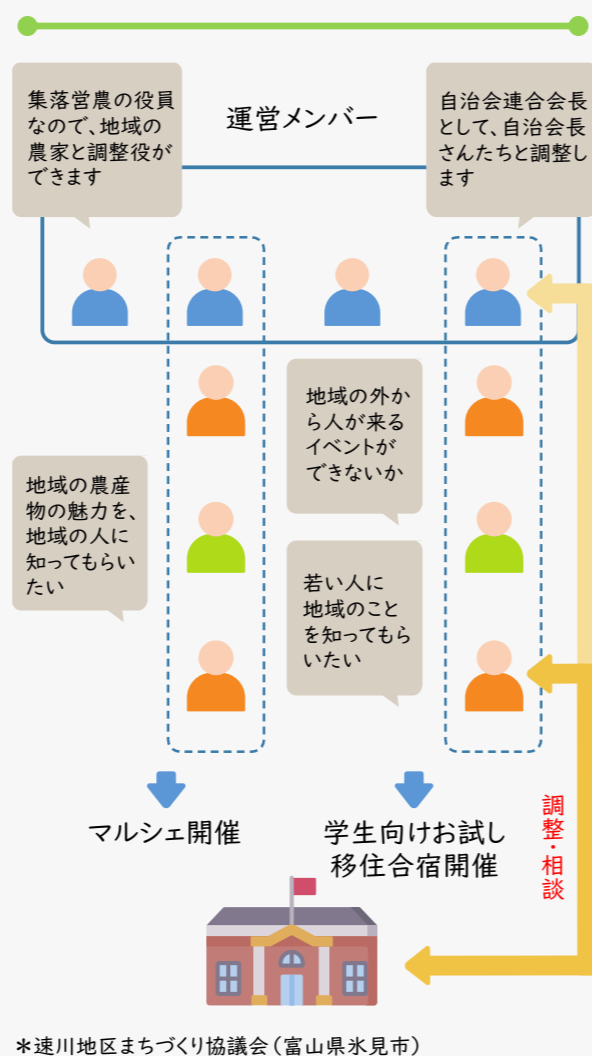 集落営農の役員
なので、地域の
農家と調整役が
できます
運営メンバー
自治会連合会長
として、自治会長
さんたちと調整し
ます
地域の外か
ら人が来る
イベントが
できないか
地域の農産
物の魅力を、
地域の人に
知ってもらい
たい
若い人に
地域のこと
を知ってもら
いたい
マルシェ開催
学生向けお試し
移住合宿開催
調整・相談
＊速川地区まちづくり協議会（富山県氷見市）